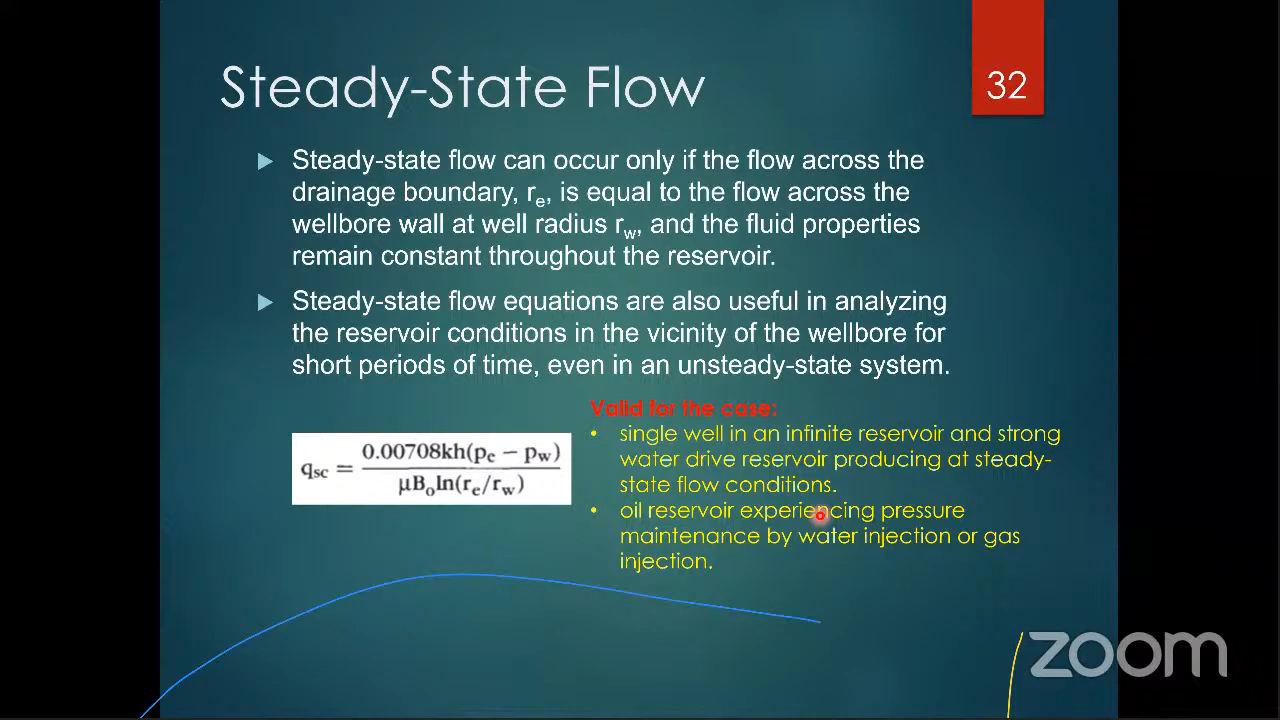 Steady-State Flow
32
Steady-state flow can occur only if the flow across the
drainage boundary, re, is equal to the flow across the
wellbore wall at well radius rw, and the fluid properties
remain constant throughout the reservoir.
Steady-state flow equations are also useful in analyzing
the reservoir conditions in the vicinity of the wellbore for
short periods of time, even in an unsteady-state system.
qsc = 0.00708kh(pe − pw) / μBoln(re/rw)
Valid for the case:
• single well in an infinite reservoir and strong
water drive reservoir producing at steady-
state flow conditions.
• oil reservoir experiencing pressure
maintenance by water injection or gas
injection.
zoom